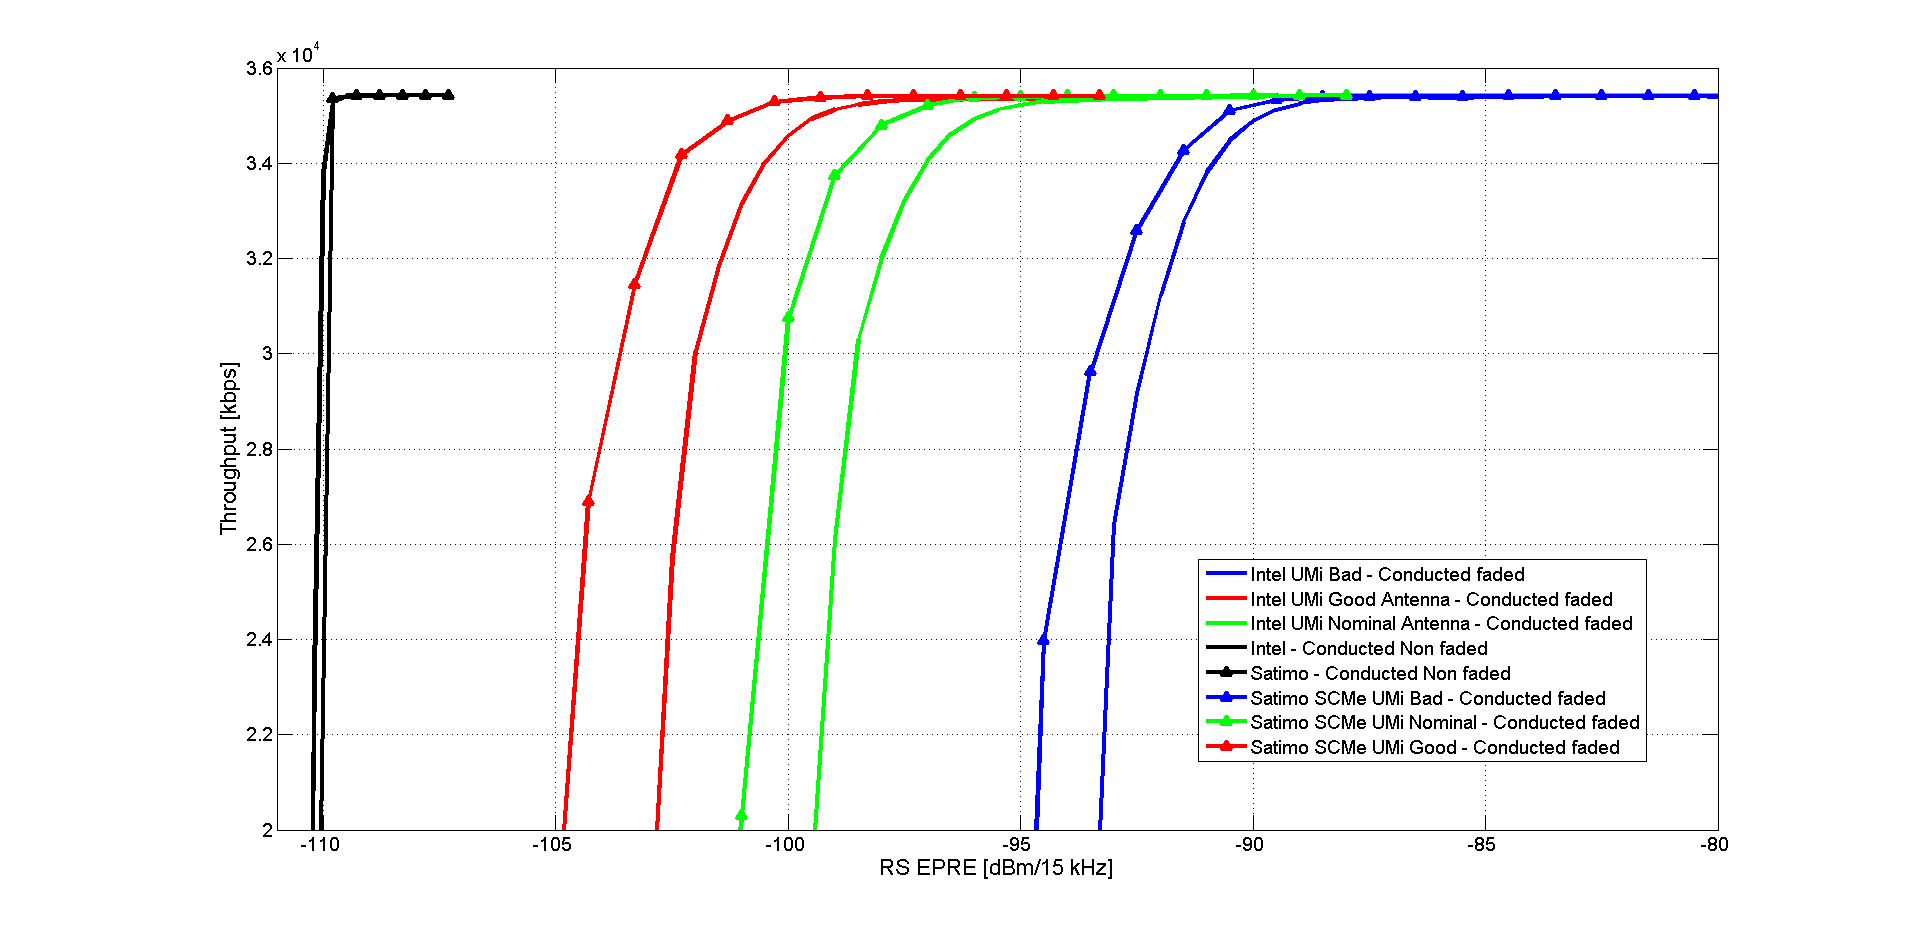 x 10^4
3.6
3.4
3.2
3
2.8
2.6
2.4
2.2
2
Throughput [kbps]
-110 -105 -100 -95 -90 -85 -80
RS EPRE [dBm/15 kHz]
Intel UMi Bad - Conducted faded
Intel UMi Good Antenna - Conducted faded
Intel UMi Nominal Antenna - Conducted faded
Intel - Conducted Non faded
Satimo - Conducted Non faded
Satimo SCMe UMi Bad - Conducted faded
Satimo SCMe UMi Nominal - Conducted faded
Satimo SCMe UMi Good - Conducted faded